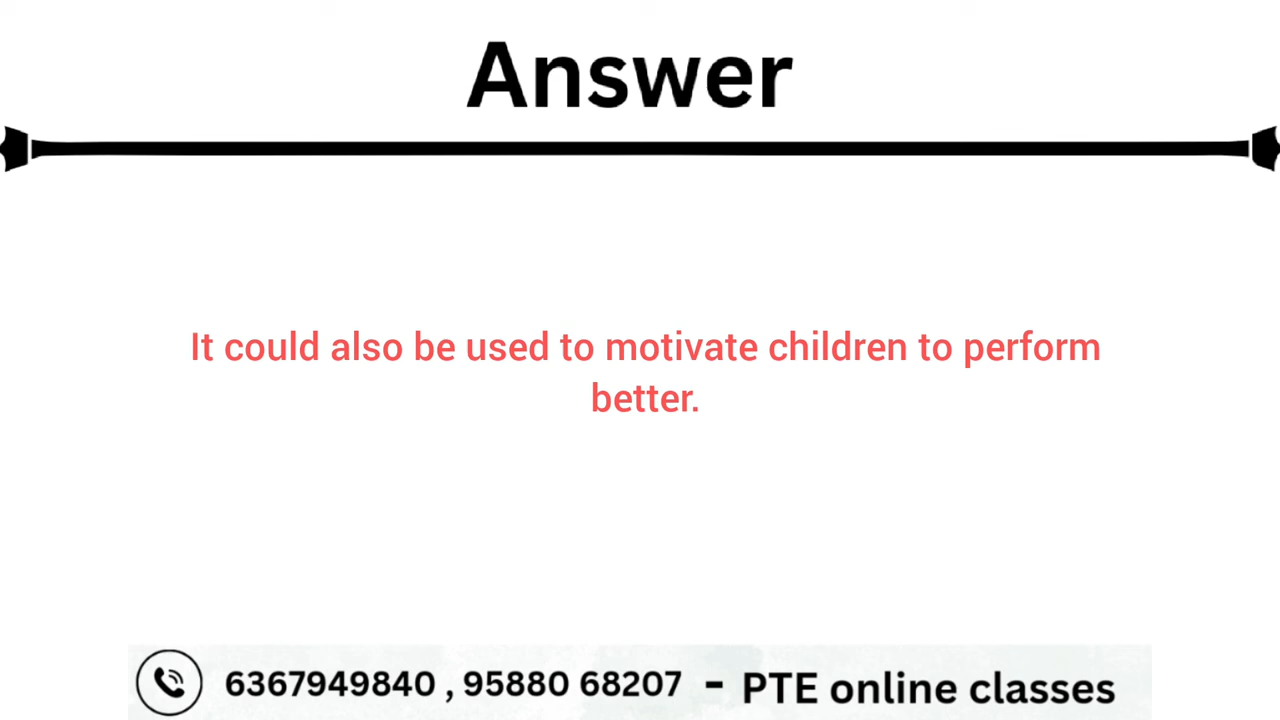 Answer
It could also be used to motivate children to perform
better.
6367949840 , 95880 68207 - PTE online classes